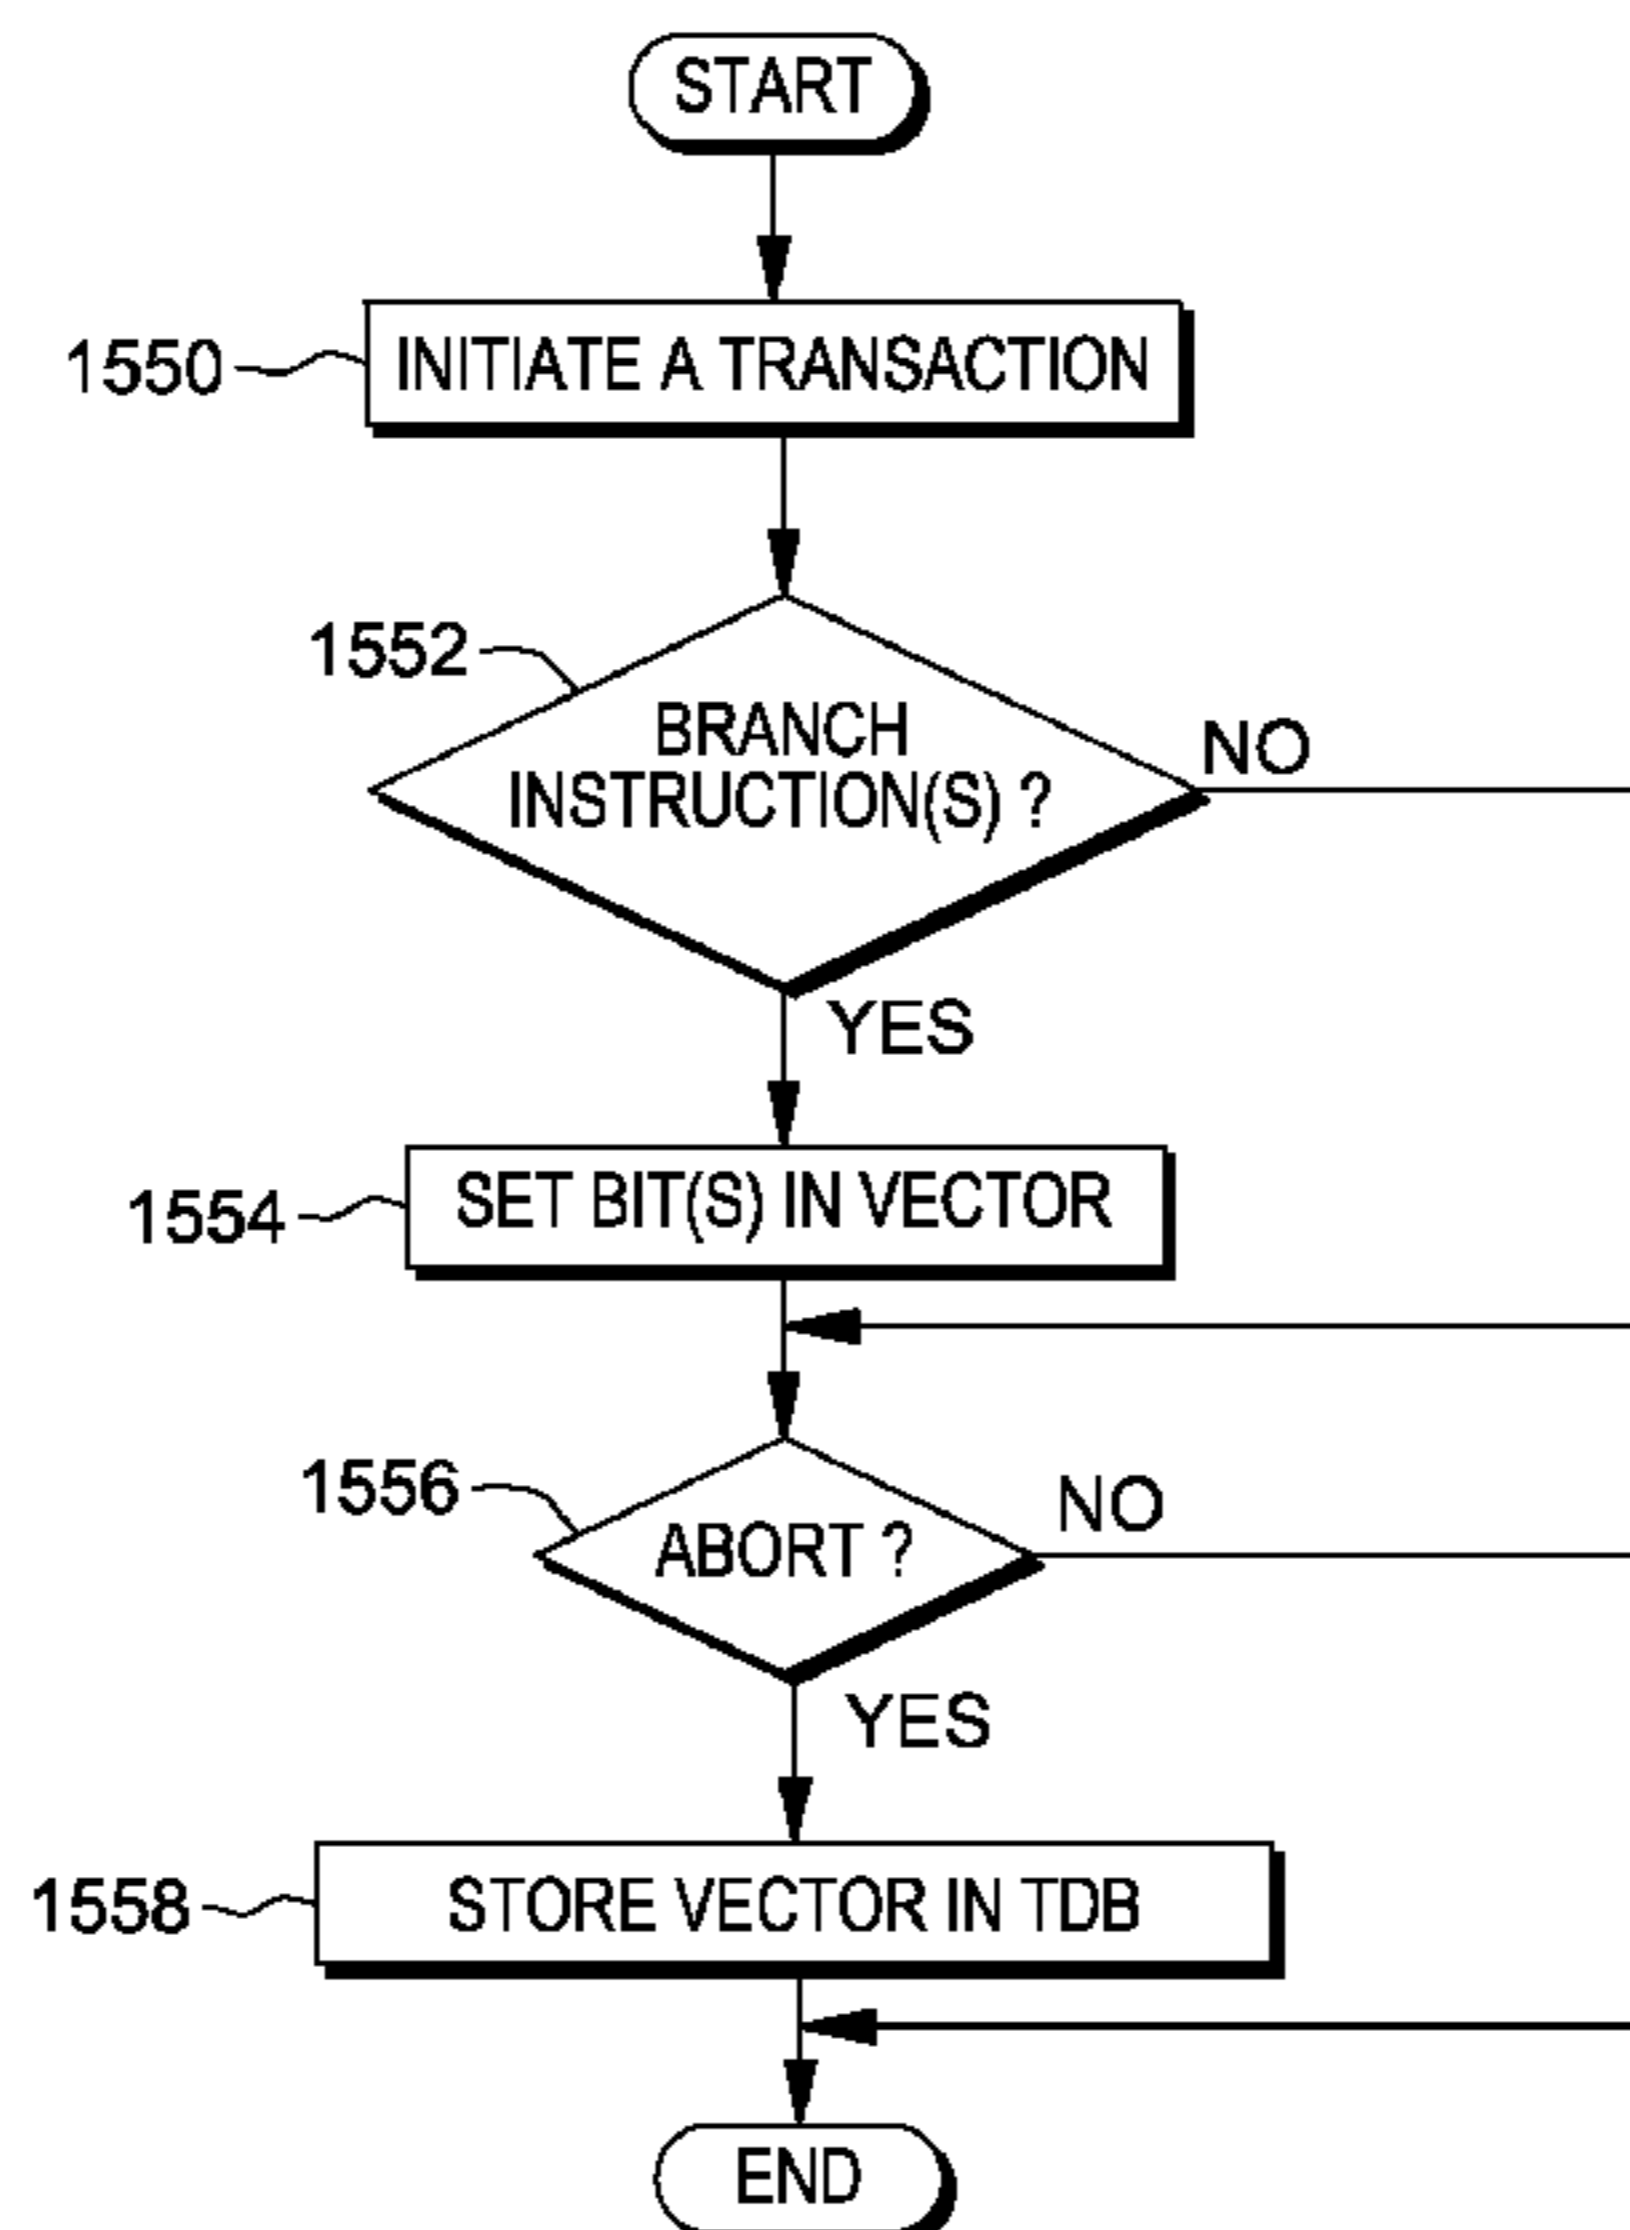 START
1550
INITIATE A TRANSACTION
1552
BRANCH
INSTRUCTION(S) ?
NO
YES
1554
SET BIT(S) IN VECTOR
1556
ABORT ?
NO
YES
1558
STORE VECTOR IN TDB
END